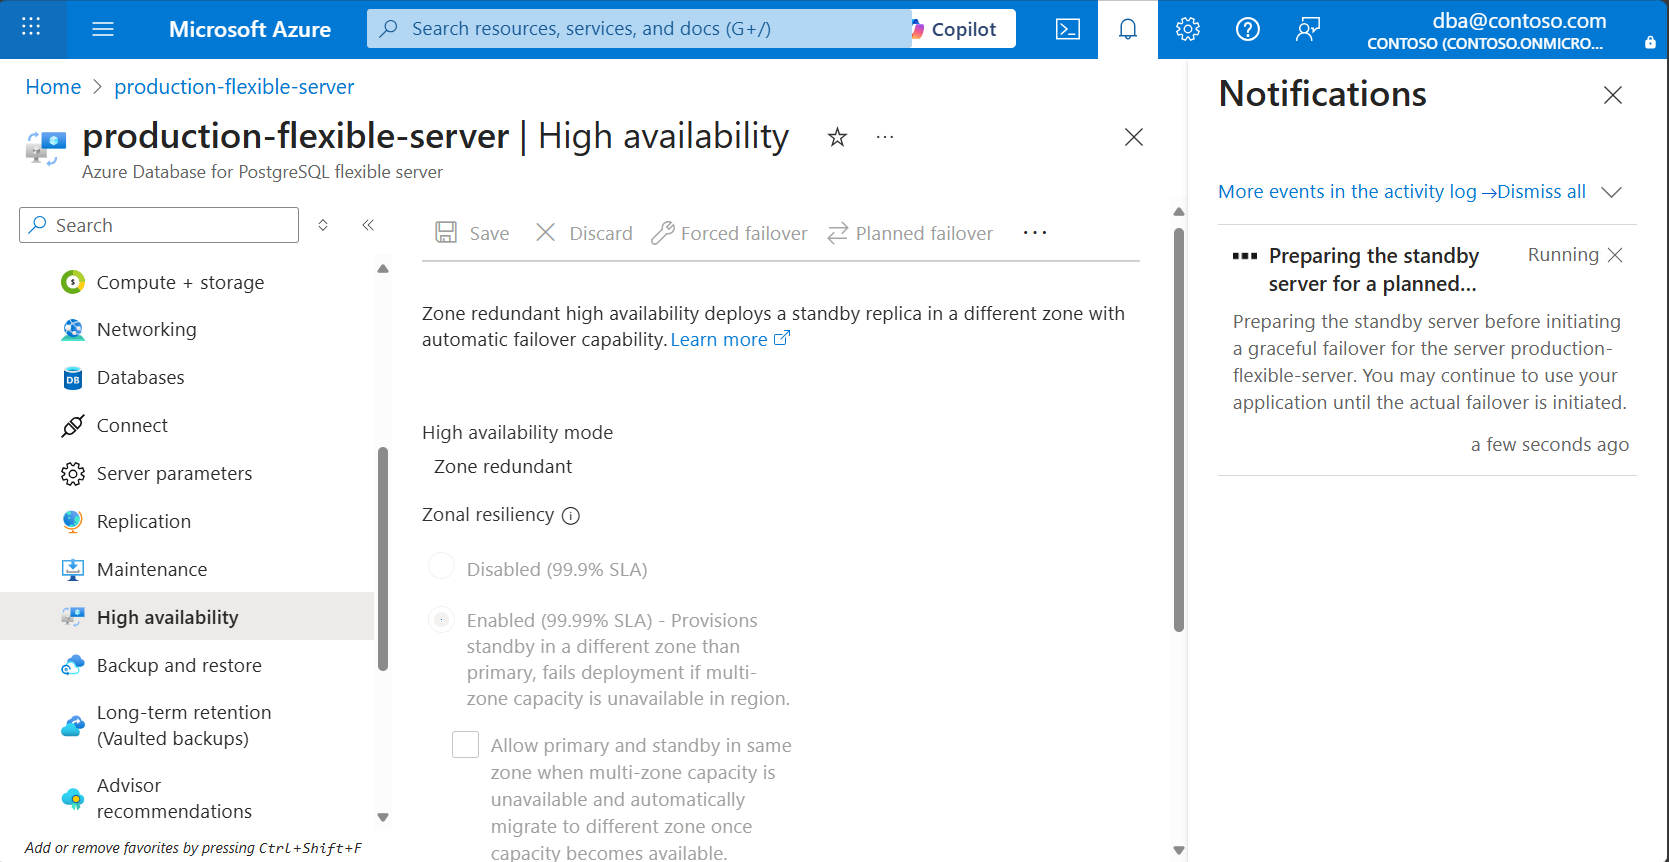 Microsoft Azure
Search resources, services, and docs (G+/)
Copilot
dba@contoso.com
CONTOSO (CONTOSO.ONMICRO...
Home > production-flexible-server
production-flexible-server | High availability
Azure Database for PostgreSQL flexible server
Search
Compute + storage
Networking
Databases
Connect
Server parameters
Replication
Maintenance
High availability
Backup and restore
Long-term retention
(Vaulted backups)
Advisor
recommendations
Add or remove favorites by pressing Ctrl+Shift+F
Save
Discard
Forced failover
Planned failover
Zone redundant high availability deploys a standby replica in a different zone with
automatic failover capability. Learn more
High availability mode
Zone redundant
Zonal resiliency
Disabled (99.9% SLA)
Enabled (99.99% SLA) - Provisions
standby in a different zone than
primary, fails deployment if multi-
zone capacity is unavailable in region.
Allow primary and standby in same
zone when multi-zone capacity is
unavailable and automatically
migrate to different zone once
capacity becomes available.
Notifications
More events in the activity log →
Dismiss all
Preparing the standby
server for a planned...
Running
Preparing the standby server before initiating
a graceful failover for the server production-
flexible-server. You may continue to use your
application until the actual failover is initiated.
a few seconds ago